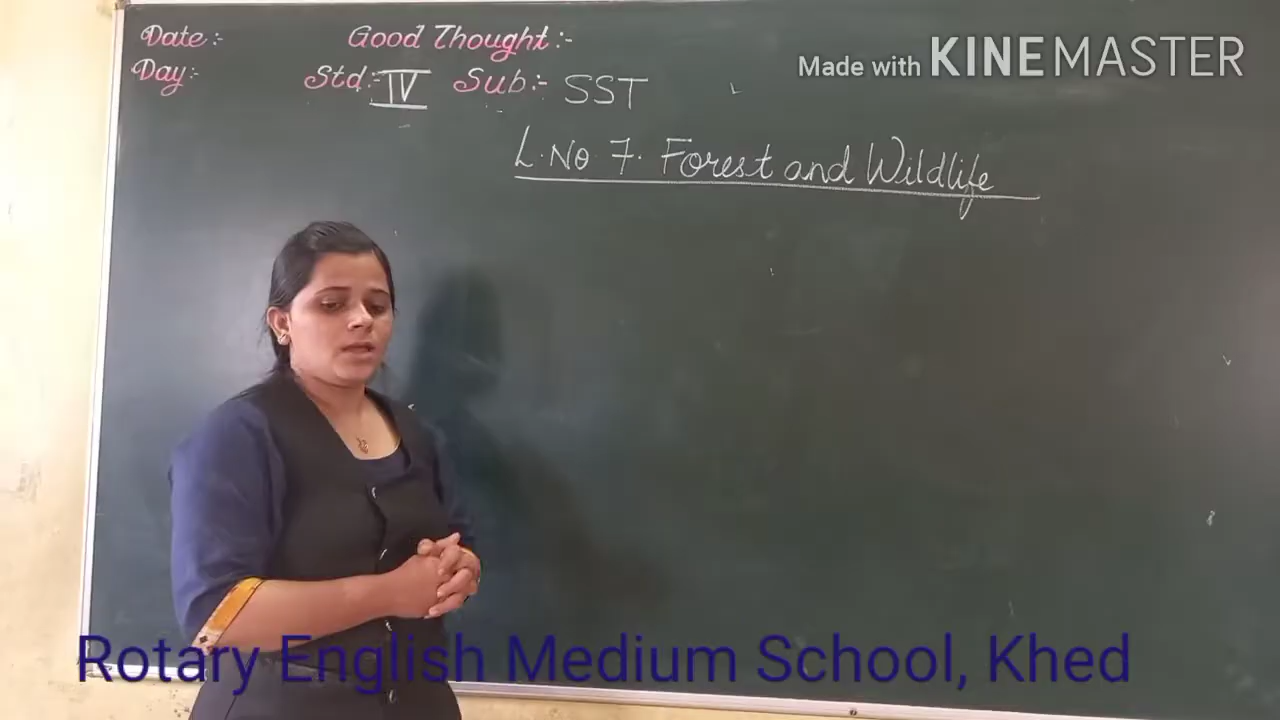 Date:- Good Thought:-
Made with KINEMASTER
Day:- Std:- IV Sub:- SST
L.No 7. Forest and Wildlife
Rotary English Medium School, Khed